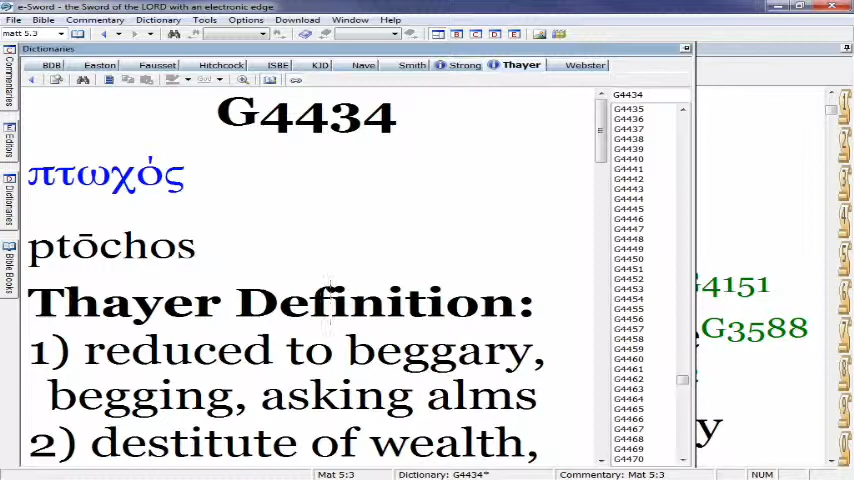 e-Sword - the Sword of the LORD with an electronic edge
File Bible Commentary Dictionary Tools Options Download Window Help
matt 5.3
B C D E
Dictionaries
BDB Easton Fausset Hitchcock ISBE KJD Nave Smith Strong Thayer Webster
Commentaries
Editors
Dictionaries
Bible Books
G4434
πτωχός
ptōchos
Thayer Definition:
1) reduced to beggary,
begging, asking alms
2) destitute of wealth,
G4434
G4435
G4436
G4437
G4438
G4439
G4440
G4441
G4442
G4443
G4444
G4445
G4446
G4447
G4448
G4449
G4450
G4451
G4452
G4453
G4454
G4455
G4456
G4457
G4458
G4459
G4460
G4461
G4462
G4463
G4464
G4465
G4466
G4467
G4468
G4469
G4470
G4151
G3588
y
Mat 5:3 Dictionary: G4434* Commentary: Mat 5:3 NUM